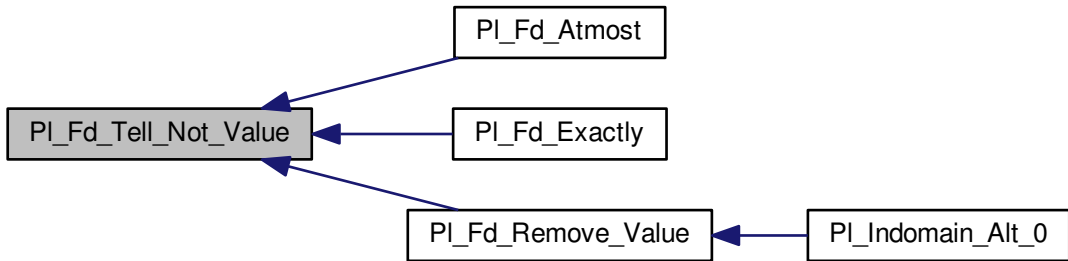 Pl_Fd_Atmost
Pl_Fd_Tell_Not_Value
Pl_Fd_Exactly
Pl_Fd_Remove_Value
Pl_Indomain_Alt_0